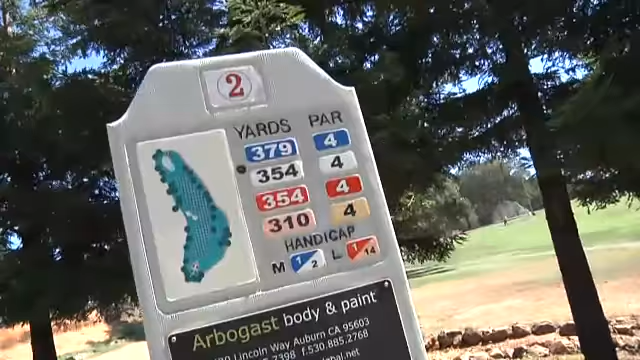 2
YARDS PAR
379 4
354 4
354 4
310 4
HANDICAP
M 1 2 L 1 14
Arbogast body & paint
Lincoln Way Auburn CA 95603
7398 f.530.885.2768